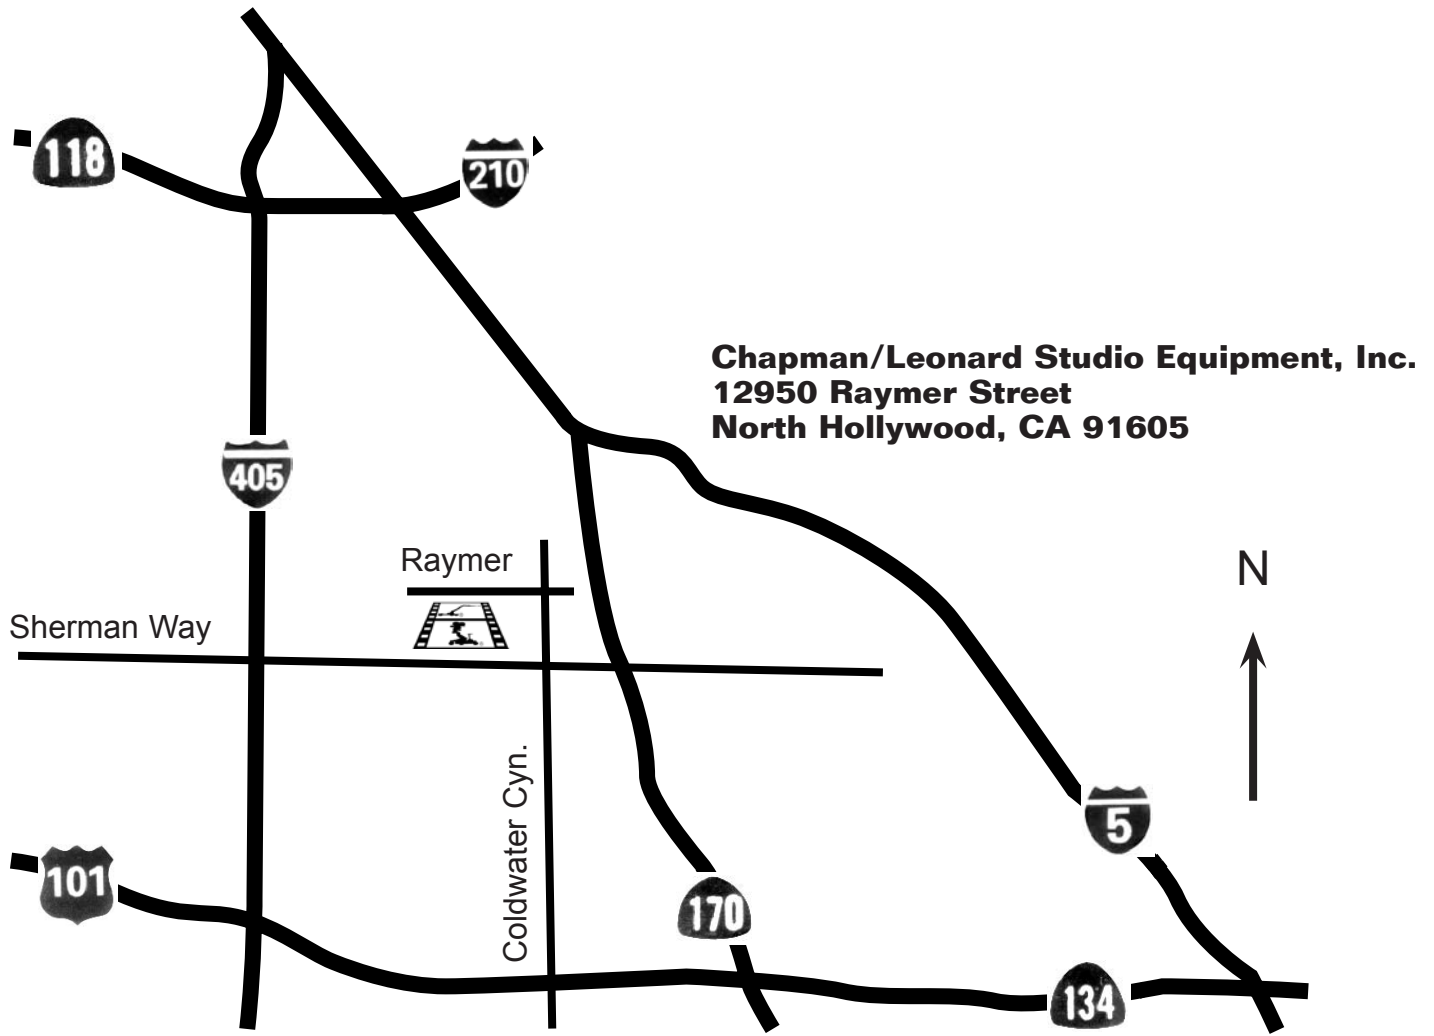 118
210
Chapman/Leonard Studio Equipment, Inc.
12950 Raymer Street
North Hollywood, CA 91605
405
Raymer
N
Sherman Way
Coldwater Cyn.
5
101
170
134